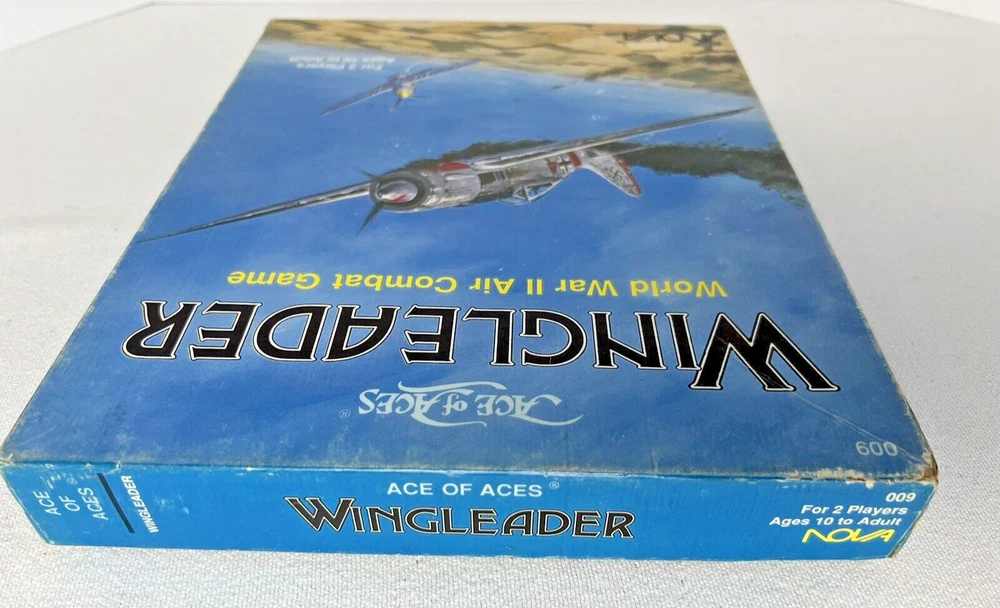 NOVA
For 2 Players
Ages 10 to Adult
World War II Air Combat Game
WINGLEADER
ACE OF ACES®
009
ACE
OF
ACES®
WINGLEADER
ACE OF ACES®
WINGLEADER
009
For 2 Players
Ages 10 to Adult
NOVA